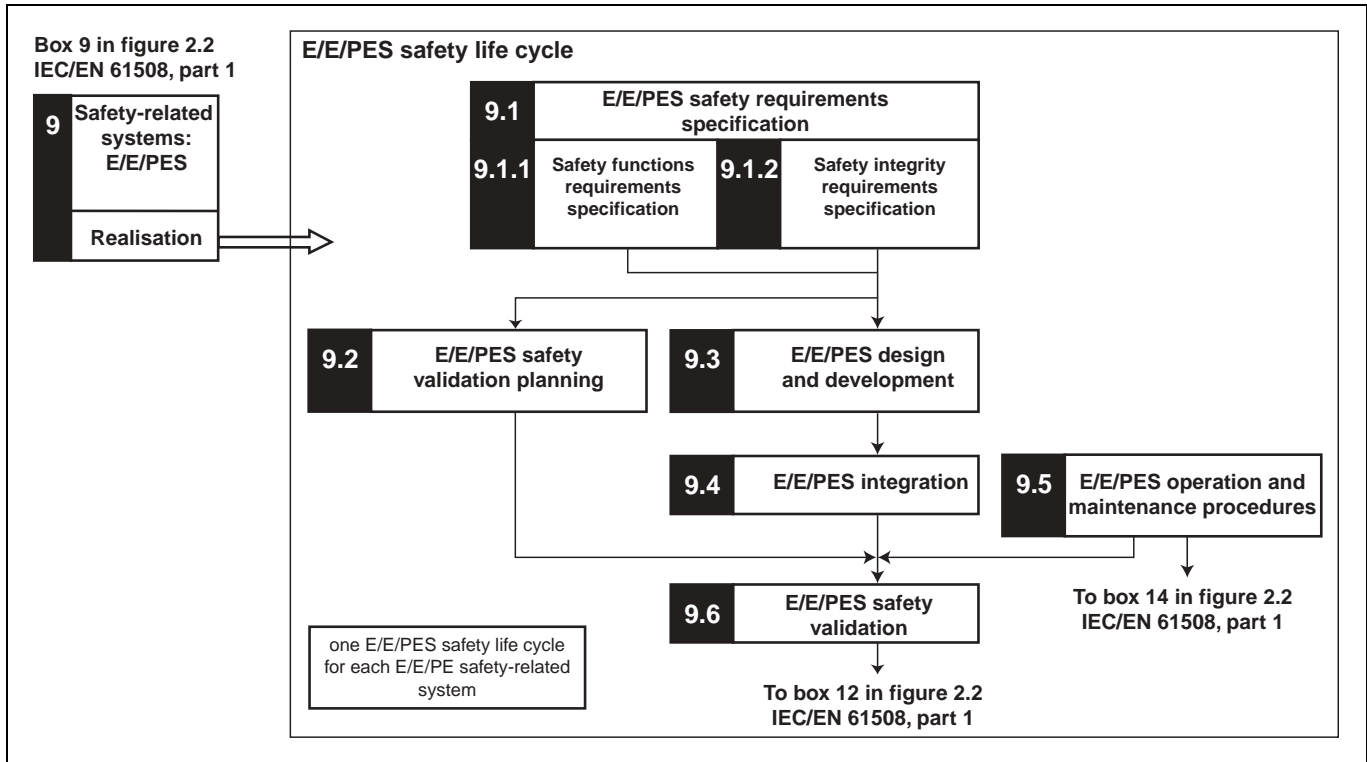 Box 9 in figure 2.2
IEC/EN 61508, part 1
9
Safety-related
systems:
E/E/PES
Realisation
E/E/PES safety life cycle
9.1
E/E/PES safety requirements
specification
9.1.1
Safety functions
requirements
specification
9.1.2
Safety integrity
requirements
specification
9.2
E/E/PES safety
validation planning
9.3
E/E/PES design
and development
9.4
E/E/PES integration
9.5
E/E/PES operation and
maintenance procedures
9.6
E/E/PES safety
validation
To box 14 in figure 2.2
IEC/EN 61508, part 1
one E/E/PES safety life cycle
for each E/E/PE safety-related
system
To box 12 in figure 2.2
IEC/EN 61508, part 1